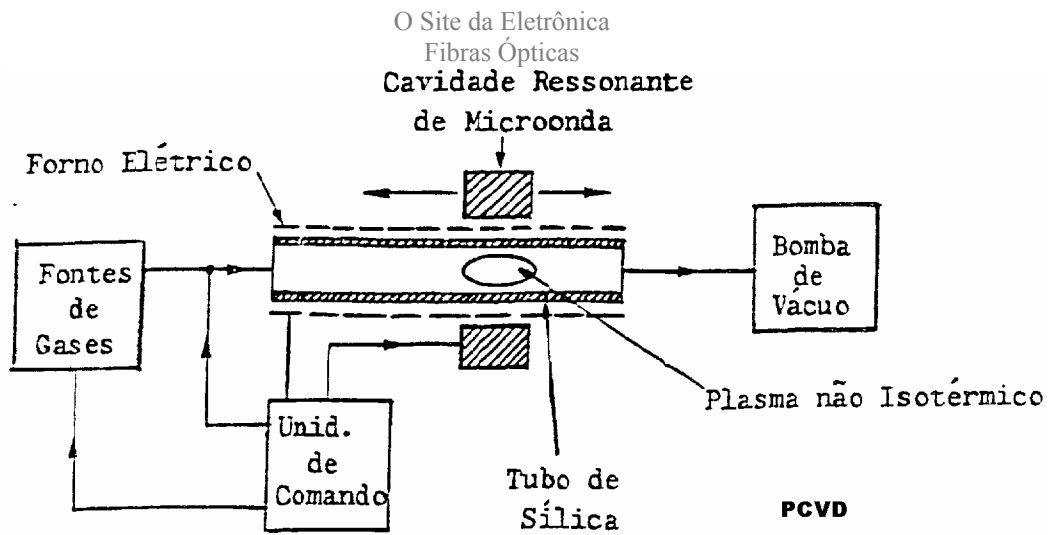 O Site da Eletrônica
Fibras Ópticas
Cavidade Ressonante
de Microonda
Forno Elétrico
Fontes
de
Gases
Bomba
de
Vácuo
Plasma não Isotérmico
Unid.
de
Comando
Tubo de
Sílica
PCVD